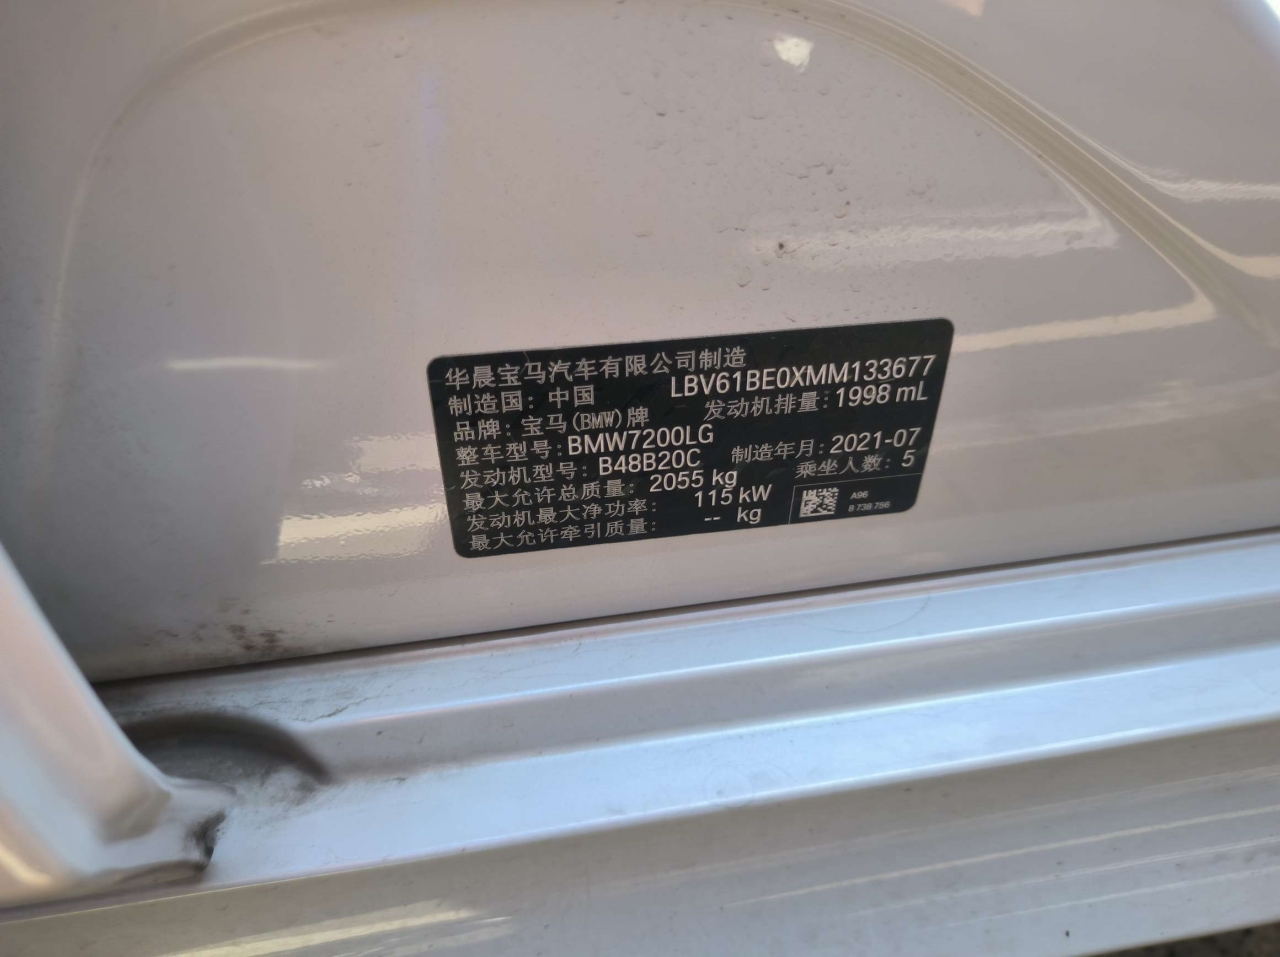 华晨宝马汽车有限公司制造
制造国：中国 LBV61BE0XMM133677
品牌：宝马(BMW)牌 发动机排量：1998 mL
整车型号：BMW7200LG
发动机型号：B48B20C 制造年月：2021-07
最大允许总质量：2055 kg 乘坐人数：5
发动机最大净功率：115 kW
最大允许牵引质量：-- kg
A96
8 738 756